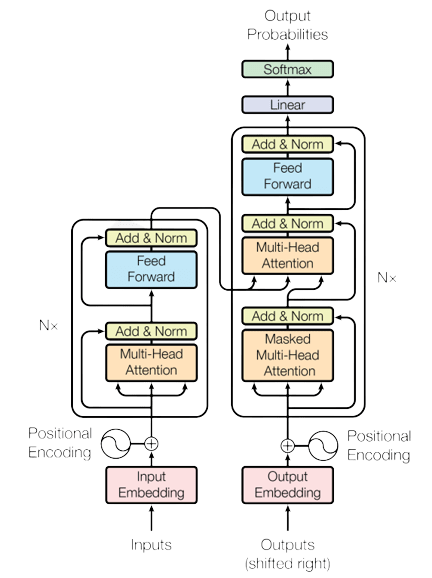 Output
Probabilities
Softmax
Linear
Add & Norm
Feed
Forward
Add & Norm
Multi-Head
Attention
Add & Norm
Masked
Multi-Head
Attention
N×
Add & Norm
Feed
Forward
Add & Norm
Multi-Head
Attention
N×
Positional
Encoding
Positional
Encoding
Input
Embedding
Output
Embedding
Inputs
Outputs
(shifted right)